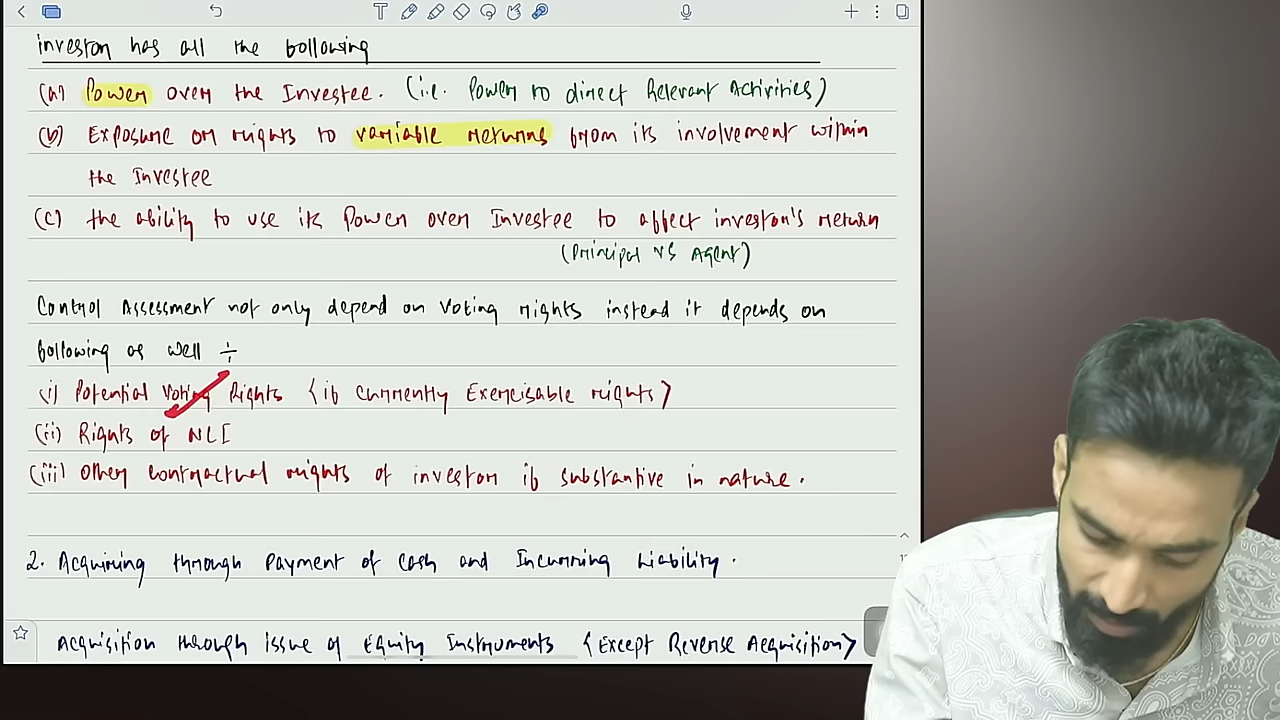 investor has all the following
(a) Power over the Investee. (i.e. Power to direct Relevant Activities)
(b) Exposure or rights to variable returns from its involvement within
the Investee
(c) the ability to use its Power over Investee to affect investor's return
(Principal vs Agent)
Control Assessment not only depend on voting rights instead it depends on
following as well ÷
(i) Potential Voting Rights {if currently Exercisable rights}
(ii) Rights of NCI
(iii) Other contractual rights of investor if substantive in nature.
2. Acquiring through Payment of cash and Incurring Liability.
Acquisition through issue of Equity Instruments {Except Reverse Acquisition}